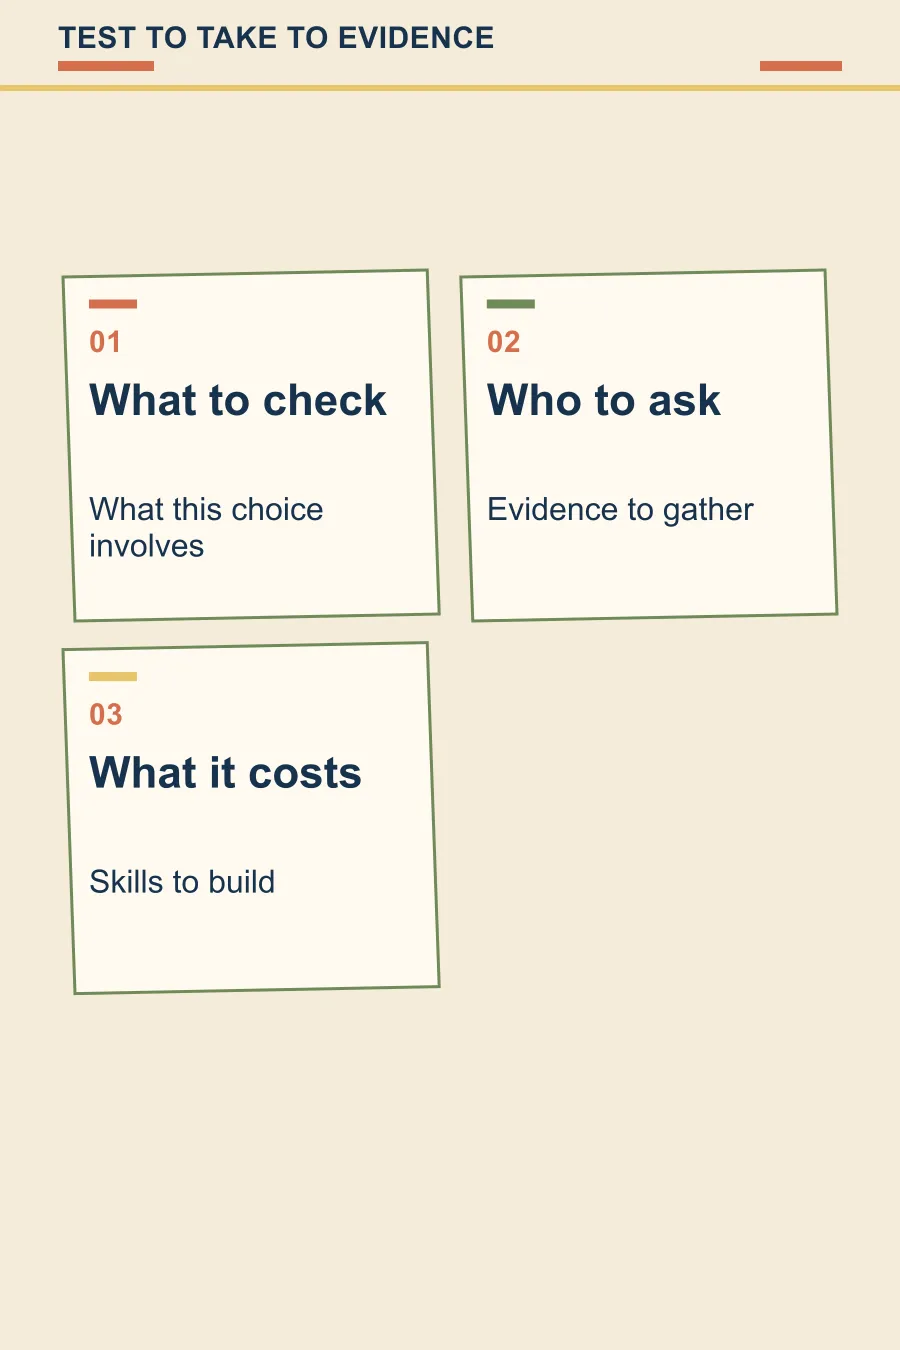 TEST TO TAKE TO EVIDENCE
01
What to check
What this choice
involves
02
Who to ask
Evidence to gather
03
What it costs
Skills to build